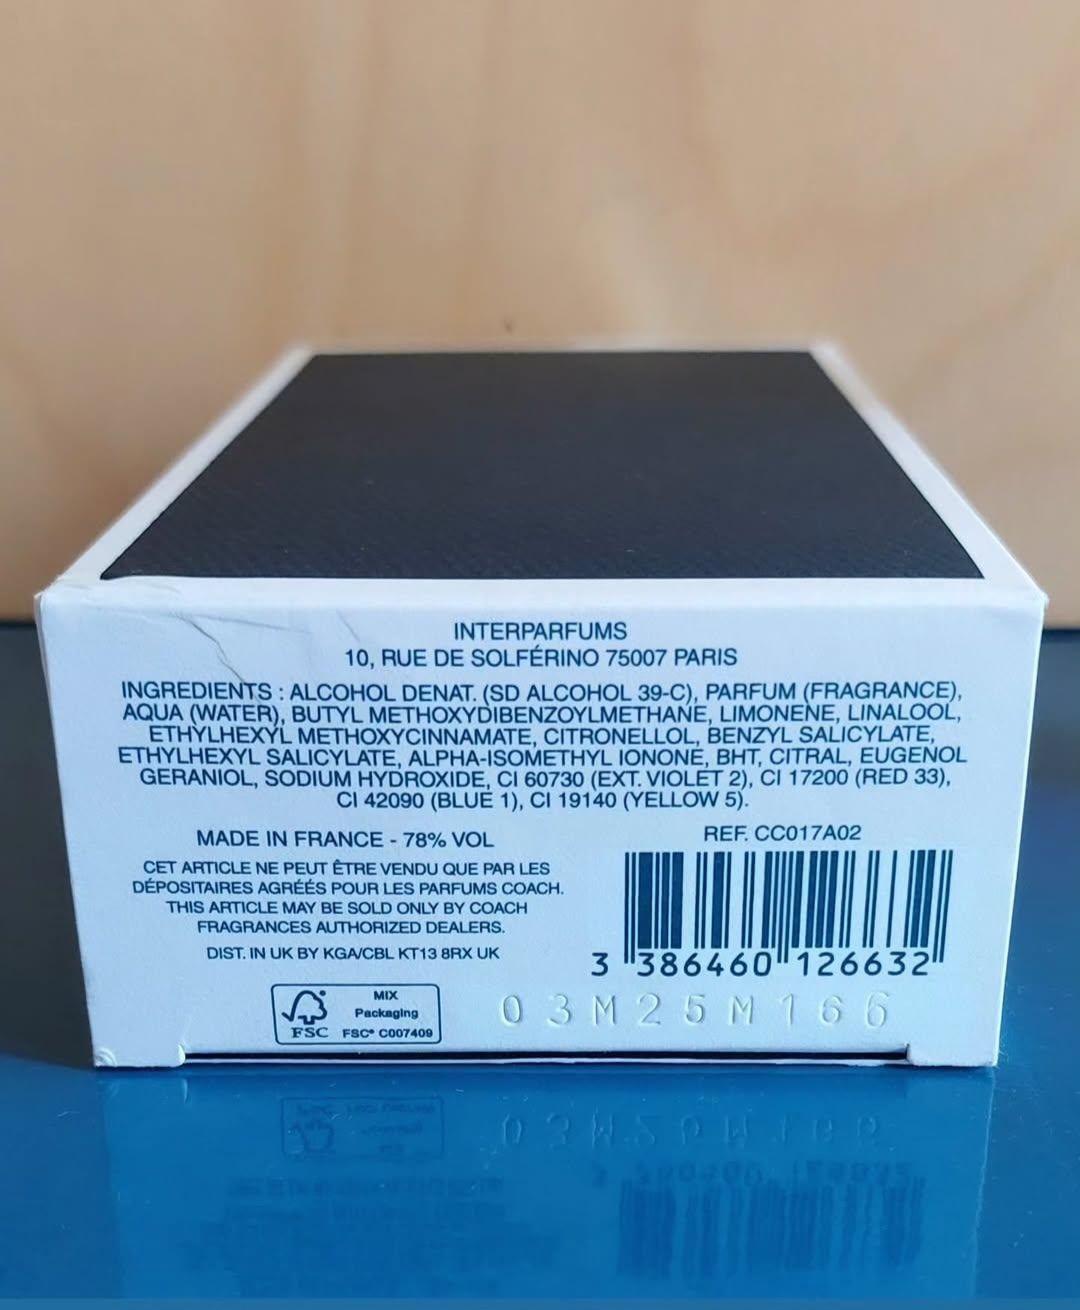 INTERPARFUMS
10, RUE DE SOLFÉRINO 75007 PARIS
INGREDIENTS : ALCOHOL DENAT. (SD ALCOHOL 39-C), PARFUM (FRAGRANCE),
AQUA (WATER), BUTYL METHOXYDIBENZOYLMETHANE, LIMONENE, LINALOOL,
ETHYLHEXYL METHOXYCINNAMATE, CITRONELLOL, BENZYL SALICYLATE,
ETHYLHEXYL SALICYLATE, ALPHA-ISOMETHYL IONONE, BHT, CITRAL, EUGENOL
GERANIOL, SODIUM HYDROXIDE, CI 60730 (EXT. VIOLET 2), CI 17200 (RED 33),
CI 42090 (BLUE 1), CI 19140 (YELLOW 5).
MADE IN FRANCE - 78% VOL
CET ARTICLE NE PEUT ÊTRE VENDU QUE PAR LES
DÉPOSITAIRES AGRÉÉS POUR LES PARFUMS COACH.
THIS ARTICLE MAY BE SOLD ONLY BY COACH
FRAGRANCES AUTHORIZED DEALERS.
DIST. IN UK BY KGA/CBL KT13 8RX UK
REF. CC017A02
3 386460 126632
FSC
MIX
Packaging
FSC® C007409
03M25M166